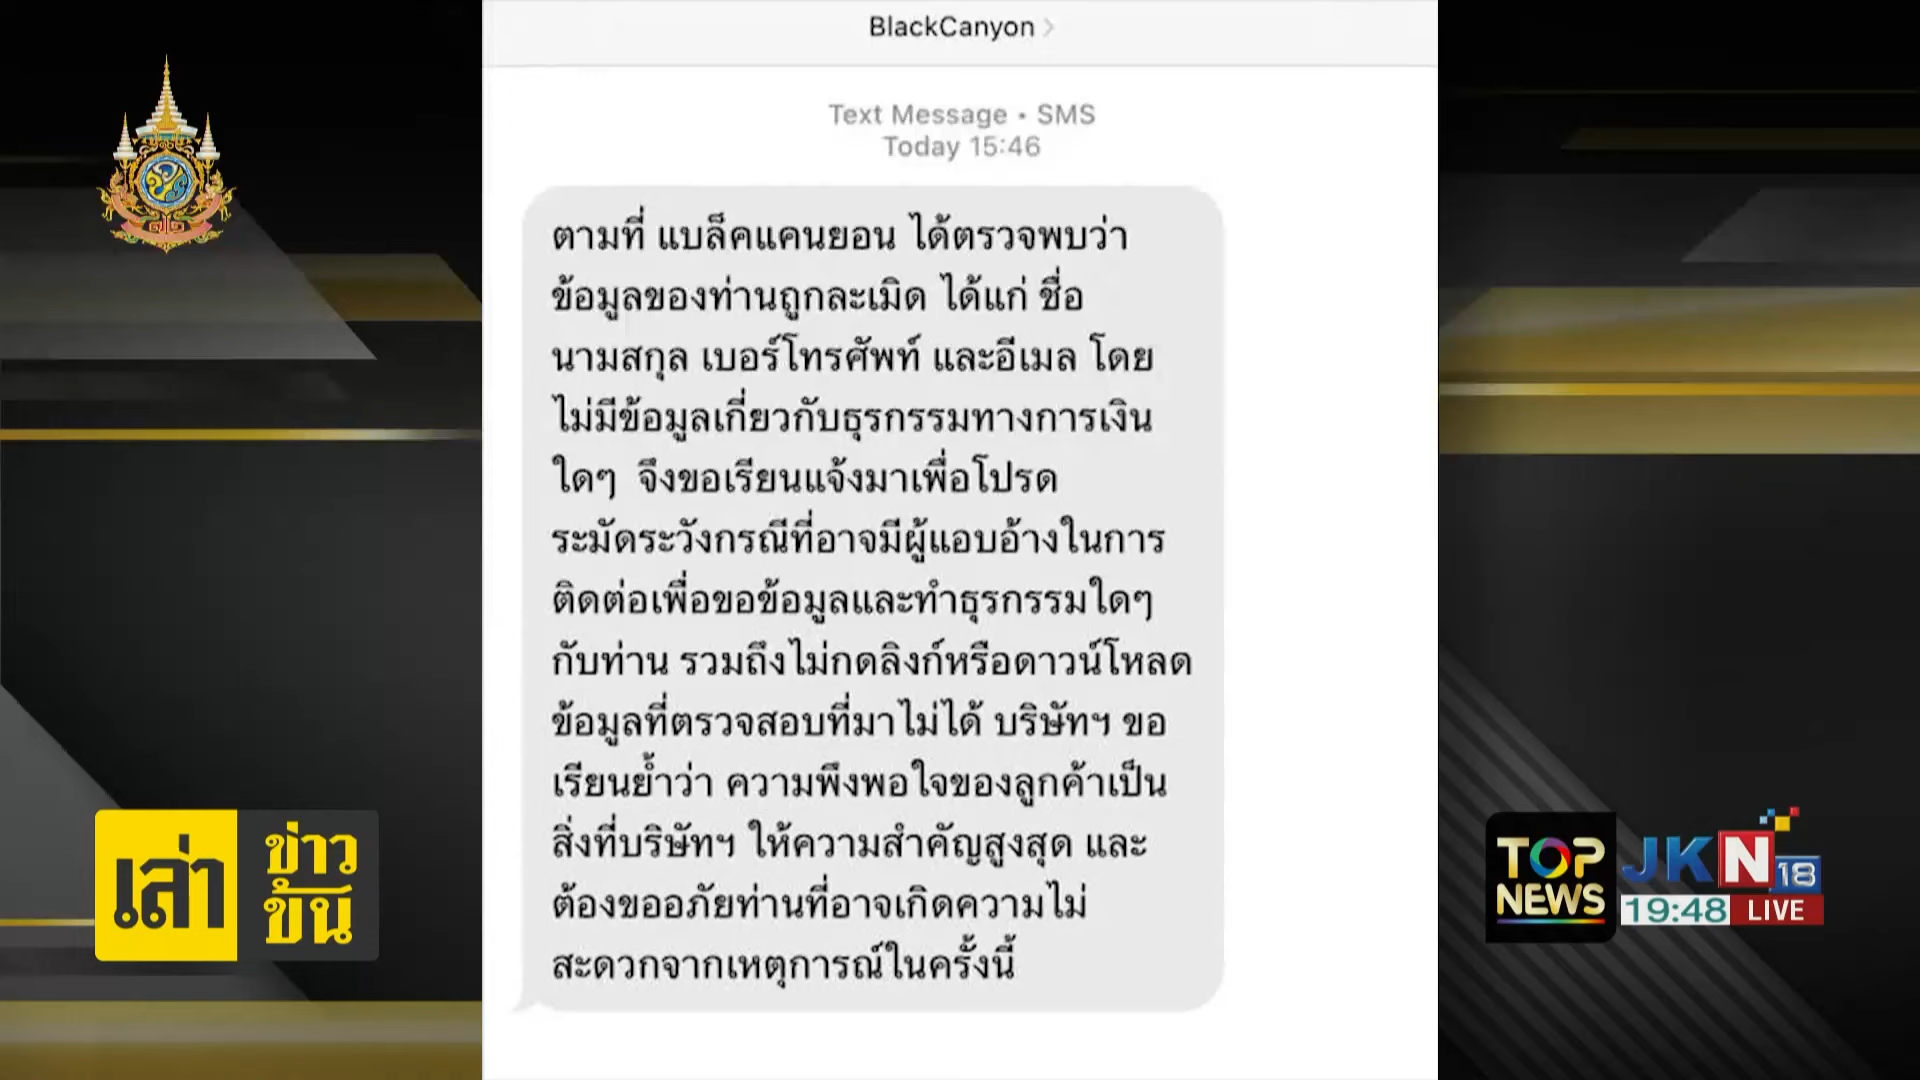 BlackCanyon
Text Message • SMS
Today 15:46
ตามที่ แบล็คแคนยอน ได้ตรวจพบว่า
ข้อมูลของท่านถูกละเมิด ได้แก่ ชื่อ
นามสกุล เบอร์โทรศัพท์ และอีเมล โดย
ไม่มีข้อมูลเกี่ยวกับธุรกรรมทางการเงิน
ใดๆ จึงขอเรียนแจ้งมาเพื่อโปรด
ระมัดระวังกรณีที่อาจมีผู้แอบอ้างในการ
ติดต่อเพื่อขอข้อมูลและทำธุรกรรมใดๆ
กับท่าน รวมถึงไม่กดลิงก์หรือดาวน์โหลด
ข้อมูลที่ตรวจสอบที่มาไม่ได้ บริษัทฯ ขอ
เรียนย้ำว่า ความพึงพอใจของลูกค้าเป็น
สิ่งที่บริษัทฯ ให้ความสำคัญสูงสุด และ
ต้องขออภัยท่านที่อาจเกิดความไม่
สะดวกจากเหตุการณ์ในครั้งนี้
เล่า
ข่าว
ข้น
TOP
NEWS
JKN18
19:48 LIVE